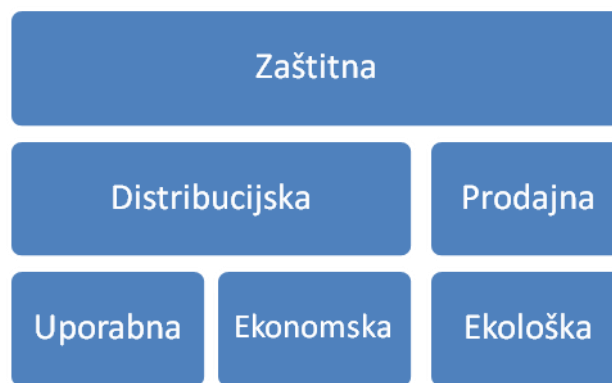 Zaštitna
Distribucijska
Prodajna
Uporabna
Ekonomska
Ekološka